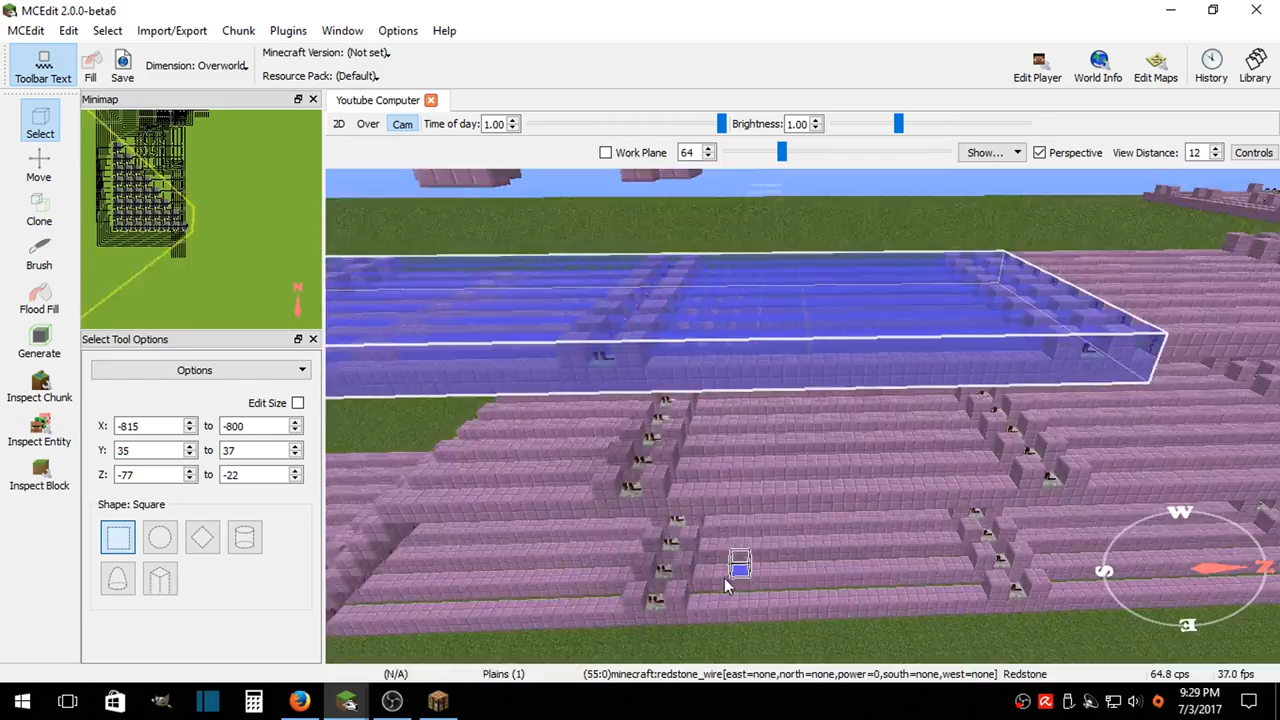 MCEdit 2.0.0-beta6
MCEdit Edit Select Import/Export Chunk Plugins Window Options Help
Toolbar Text Fill Save Dimension: Overworld Minecraft Version: (Not set) Resource Pack: (Default) Edit Player World Info Edit Maps History Library
Minimap
Youtube Computer
2D Over Cam Time of day: 1.00 Brightness: 1.00
Work Plane 64 Show... Perspective View Distance: 12 Controls
Select
Move
Clone
Brush
Flood Fill
Generate
Inspect Chunk
Inspect Entity
Inspect Block
N
Select Tool Options
Options
Edit Size
X: -815 to -800
Y: 35 to 37
Z: -77 to -22
Shape: Square
W
S
Z
E
(N/A) Plains (1) (55:0)minecraft:redstone_wire[east=none,north=none,power=0,south=none,west=none] Redstone 64.8 cps 37.0 fps
9:29 PM
7/3/2017